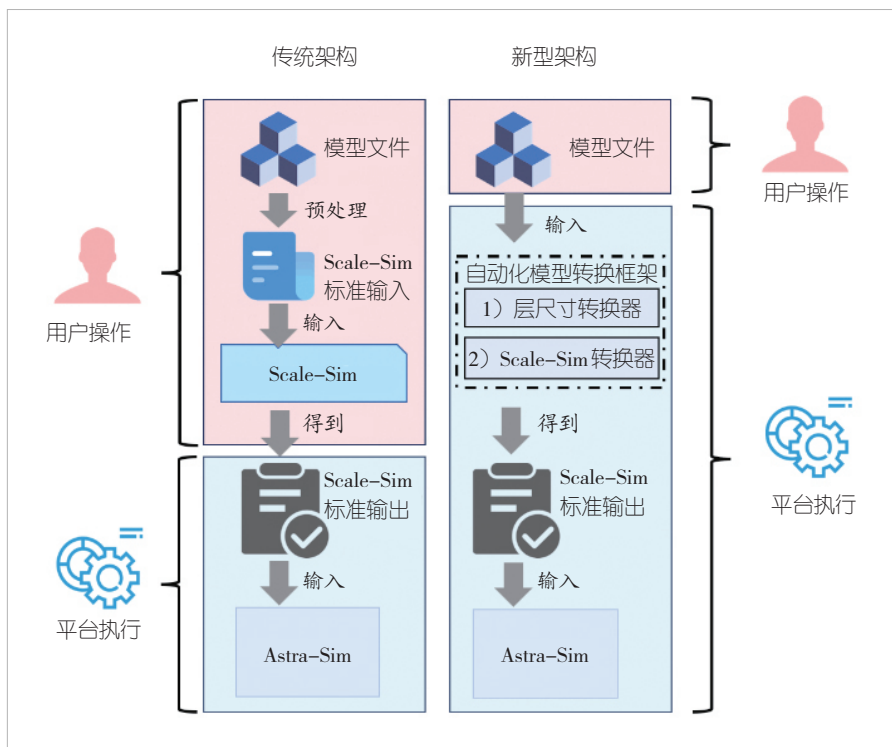 传统架构
新型架构
模型文件
预处理
Scale-Sim
标准输入
输入
Scale-Sim
得到
Scale-Sim
标准输出
输入
Astra-Sim
用户操作
平台执行
模型文件
输入
自动化模型转换框架
1）层尺寸转换器
2）Scale-Sim 转换器
得到
Scale-Sim
标准输出
输入
Astra-Sim
用户操作
平台执行